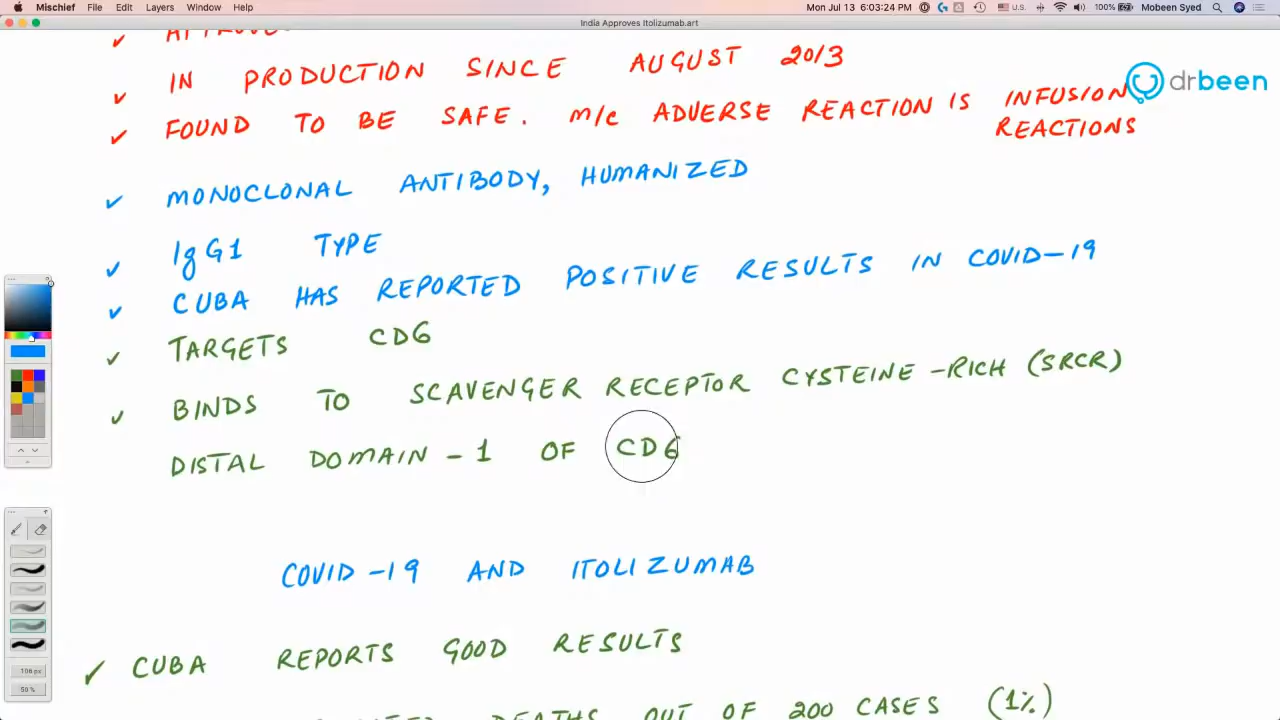 Mischief File Edit Layers Window Help Mon Jul 13 6:03:24 PM U.S. 100% Mobeen Syed
India Approves Itolizumab.art
IN PRODUCTION SINCE AUGUST 2013
drbeen
FOUND TO BE SAFE. m/c ADVERSE REACTION IS INFUSION
REACTIONS
MONOCLONAL ANTIBODY, HUMANIZED
IgG1 TYPE
CUBA HAS REPORTED POSITIVE RESULTS IN COVID-19
TARGETS CD6
BINDS TO SCAVENGER RECEPTOR CYSTEINE-RICH (SRCR)
DISTAL DOMAIN-1 OF CD6
COVID-19 AND ITOLIZUMAB
CUBA REPORTS GOOD RESULTS
DEATHS OUT OF 200 CASES (1%)
50%